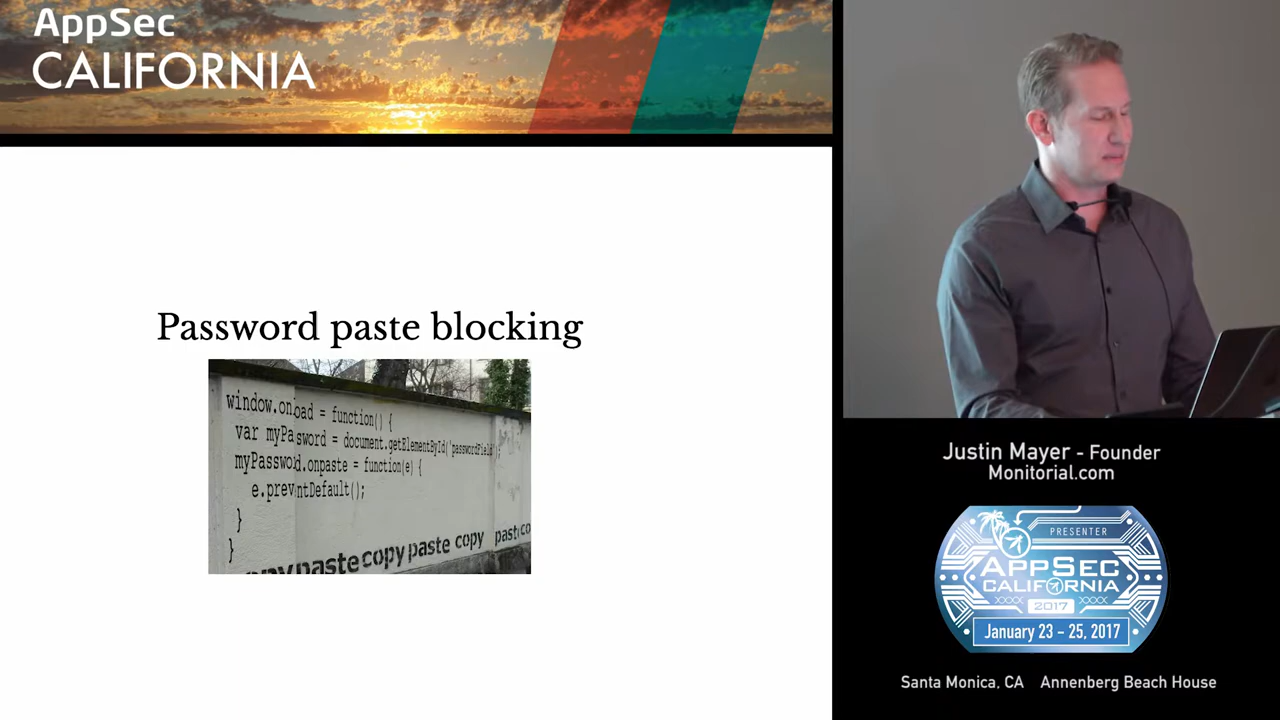 AppSec
CALIFORNIA
Password paste blocking
window.onload = function() {
var myPassword = document.getElementById('passwordField');
myPassword.onpaste = function(e) {
e.preventDefault();
}
}
paste copy paste copy paste co
Justin Mayer - Founder
Monitorial.com
PRESENTER
APPSEC
CALIFORNIA
2017
January 23 - 25, 2017
Santa Monica, CA Annenberg Beach House